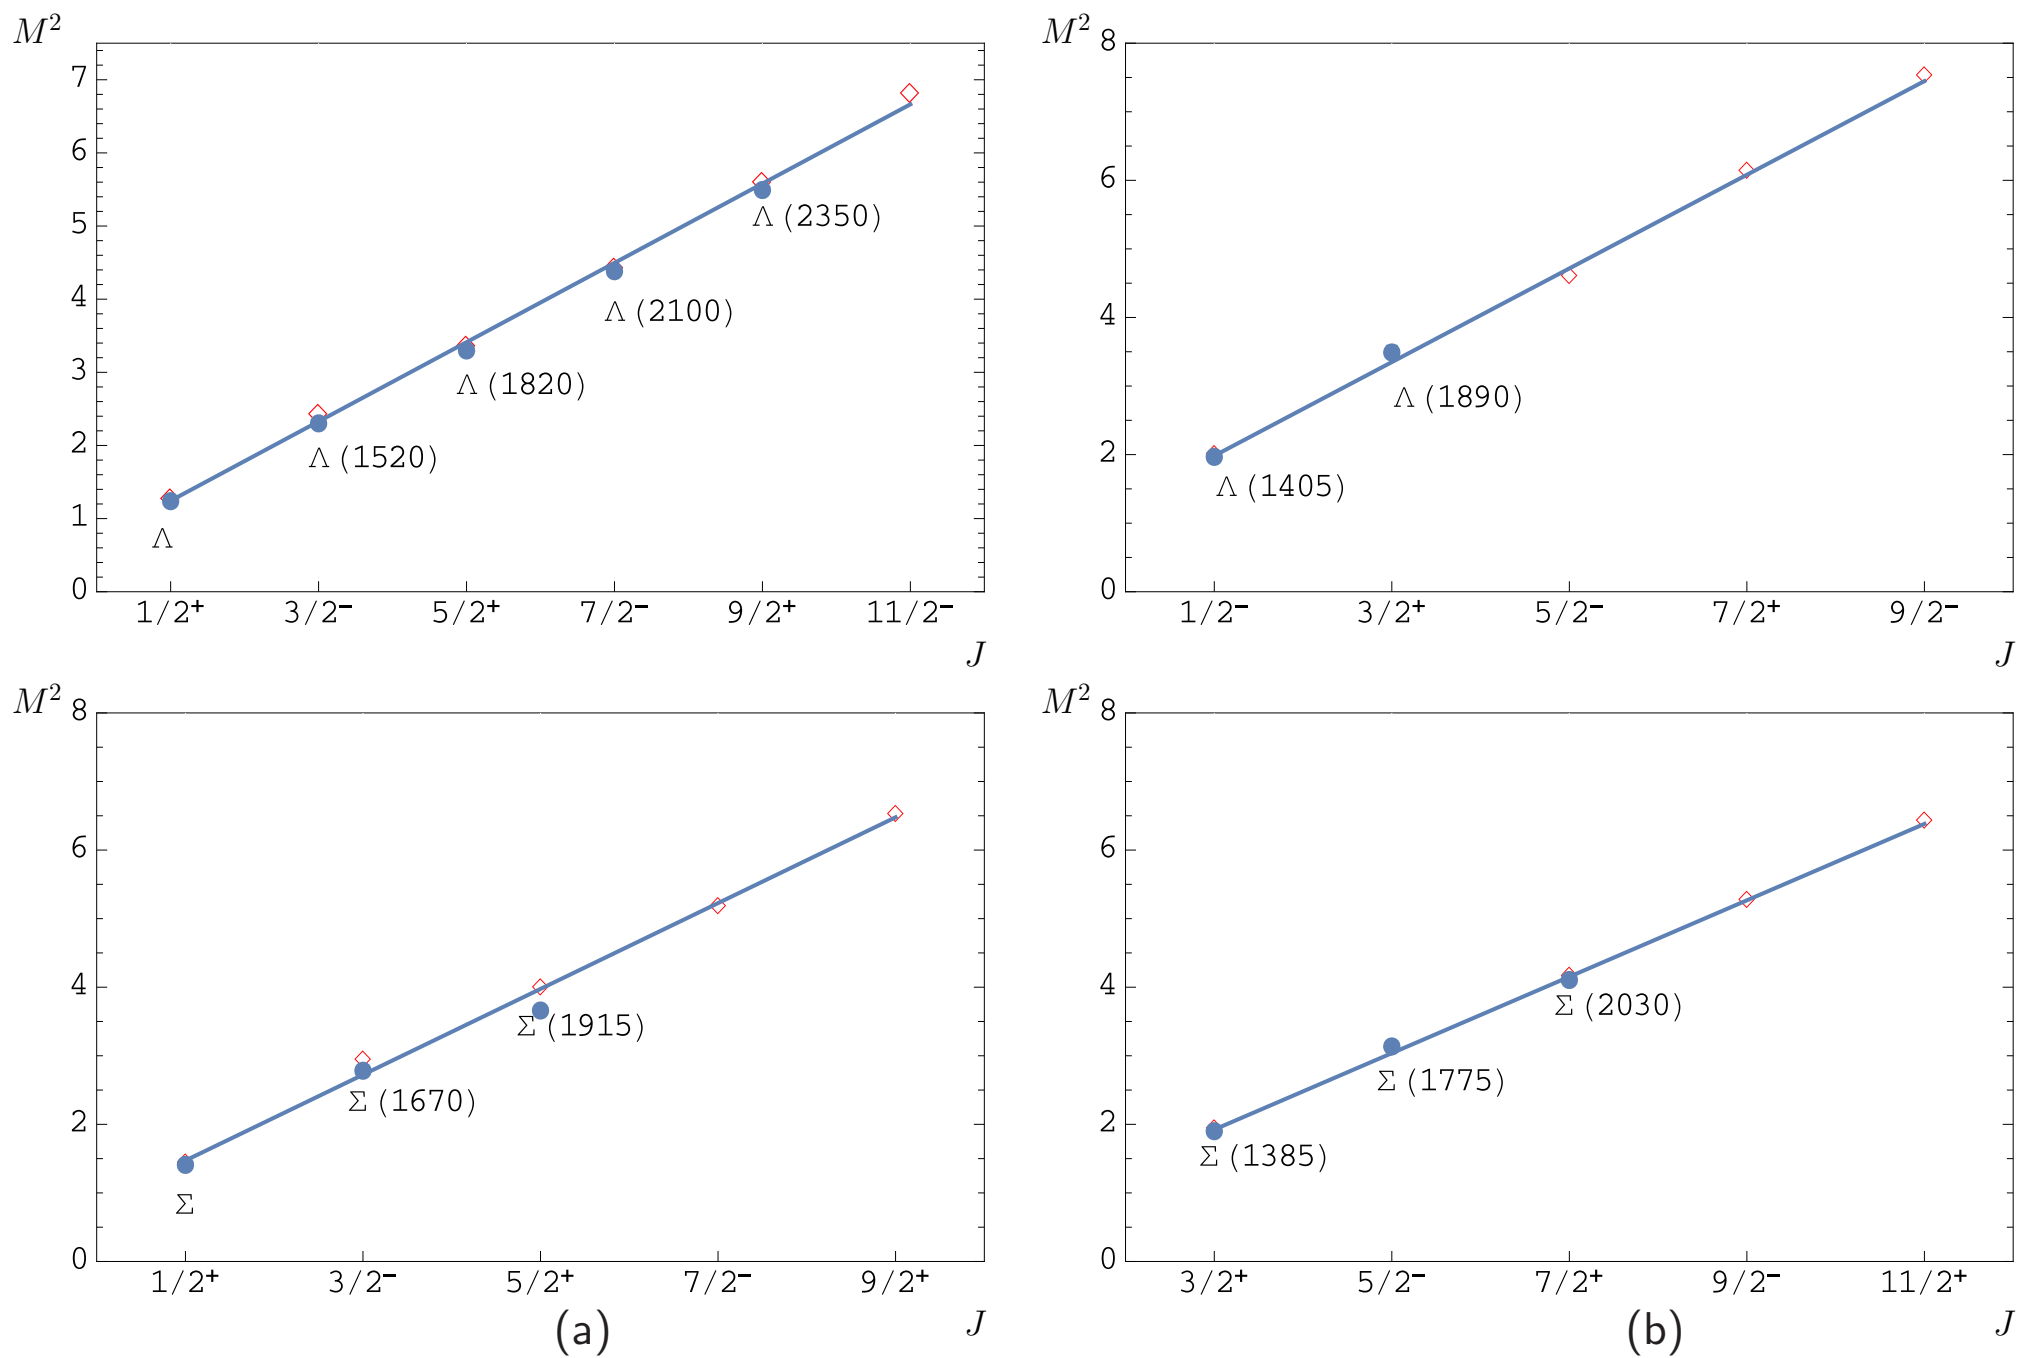 M²
7
6
5
4
3
2
1
0
Λ
Λ (1520)
Λ (1820)
Λ (2100)
Λ (2350)
1/2⁺ 3/2⁻ 5/2⁺ 7/2⁻ 9/2⁺ 11/2⁻
J
M²
8
6
4
2
0
Λ (1405)
Λ (1890)
1/2⁻ 3/2⁺ 5/2⁻ 7/2⁺ 9/2⁻
J
M²
8
6
4
2
0
Σ
Σ (1670)
Σ (1915)
1/2⁺ 3/2⁻ 5/2⁺ 7/2⁻ 9/2⁺
J
(a)
M²
8
6
4
2
0
Σ (1385)
Σ (1775)
Σ (2030)
3/2⁺ 5/2⁻ 7/2⁺ 9/2⁻ 11/2⁺
J
(b)